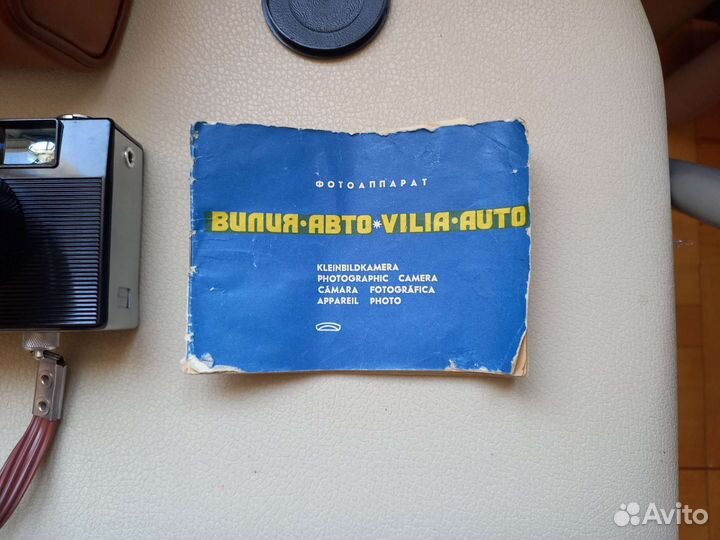 ФОТОАППАРАТ
ВИЛИЯ·АВТО*VILIA·AUTO
KLEINBILDKAMERA
PHOTOGRAPHIC CAMERA
CÁMARA FOTOGRÁFICA
APPAREIL PHOTO
Avito